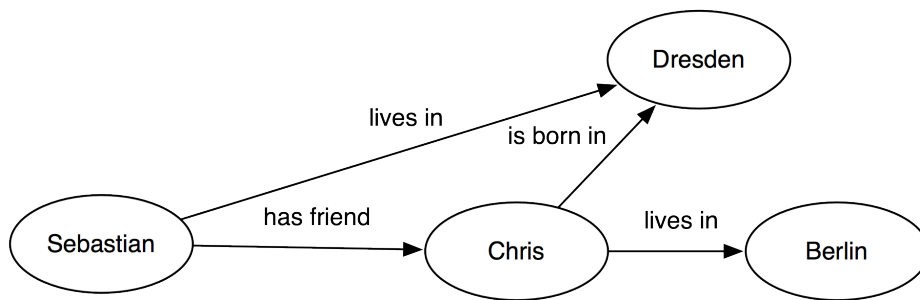 Dresden
lives in
is born in
has friend
lives in
Sebastian
Chris
Berlin